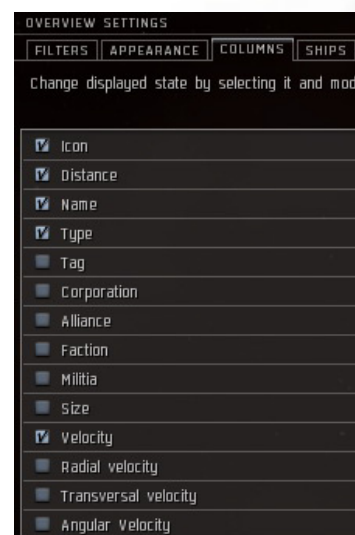 OVERVIEW SETTINGS
FILTERS APPEARANCE COLUMNS SHIPS
Change displayed state by selecting it and mod
Icon
Distance
Name
Type
Tag
Corporation
Alliance
Faction
Militia
Size
Velocity
Radial velocity
Transversal velocity
Angular Velocity